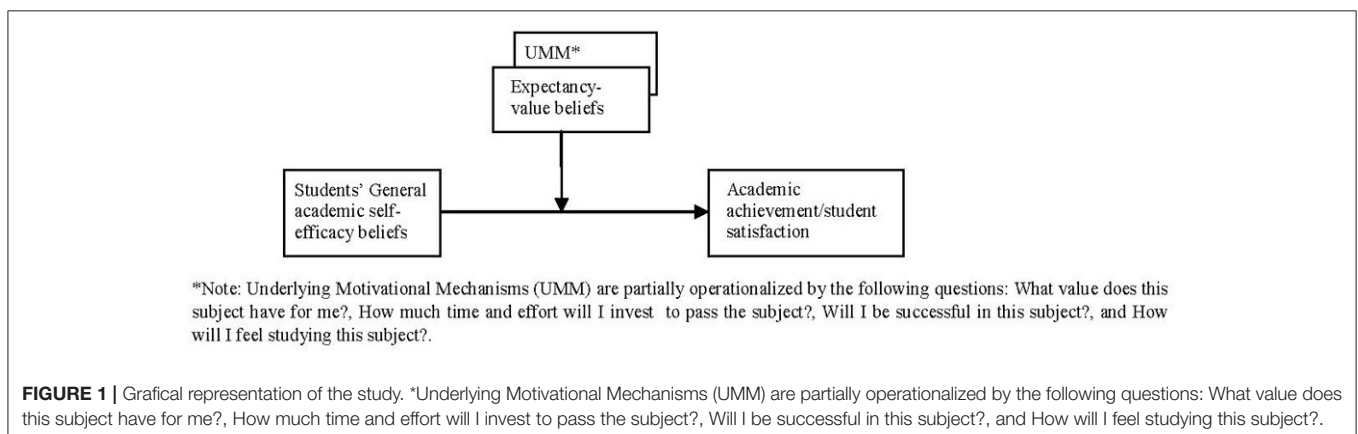 UMM*
Expectancy-
value beliefs
Students' General
academic self-
efficacy beliefs
Academic
achievement/student
satisfaction
*Note: Underlying Motivational Mechanisms (UMM) are partially operationalized by the following questions: What value does this
subject have for me?, How much time and effort will I invest to pass the subject?, Will I be successful in this subject?, and How
will I feel studying this subject?.
FIGURE 1 | Grafical representation of the study. *Underlying Motivational Mechanisms (UMM) are partially operationalized by the following questions: What value does
this subject have for me?, How much time and effort will I invest to pass the subject?, Will I be successful in this subject?, and How will I feel studying this subject?.